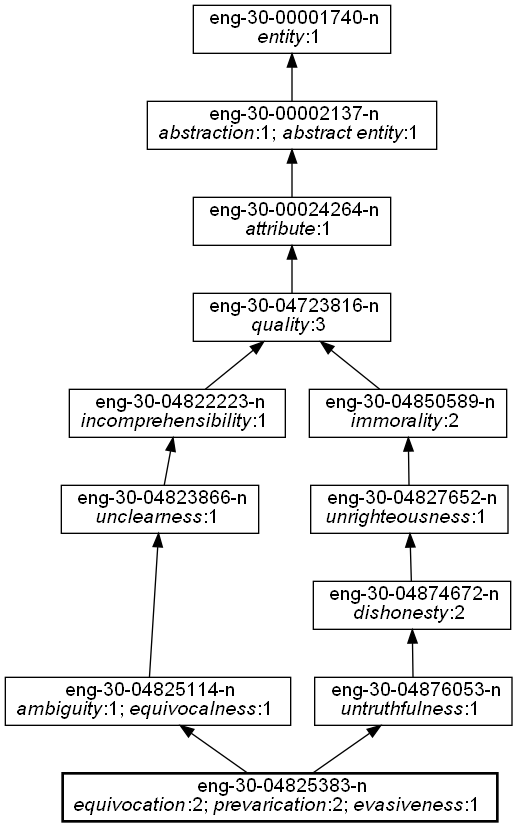 eng-30-00001740-n
entity:1
eng-30-00002137-n
abstraction:1; abstract entity:1
eng-30-00024264-n
attribute:1
eng-30-04723816-n
quality:3
eng-30-04822223-n
incomprehensibility:1
eng-30-04850589-n
immorality:2
eng-30-04823866-n
unclearness:1
eng-30-04827652-n
unrighteousness:1
eng-30-04874672-n
dishonesty:2
eng-30-04825114-n
ambiguity:1; equivocalness:1
eng-30-04876053-n
untruthfulness:1
eng-30-04825383-n
equivocation:2; prevarication:2; evasiveness:1